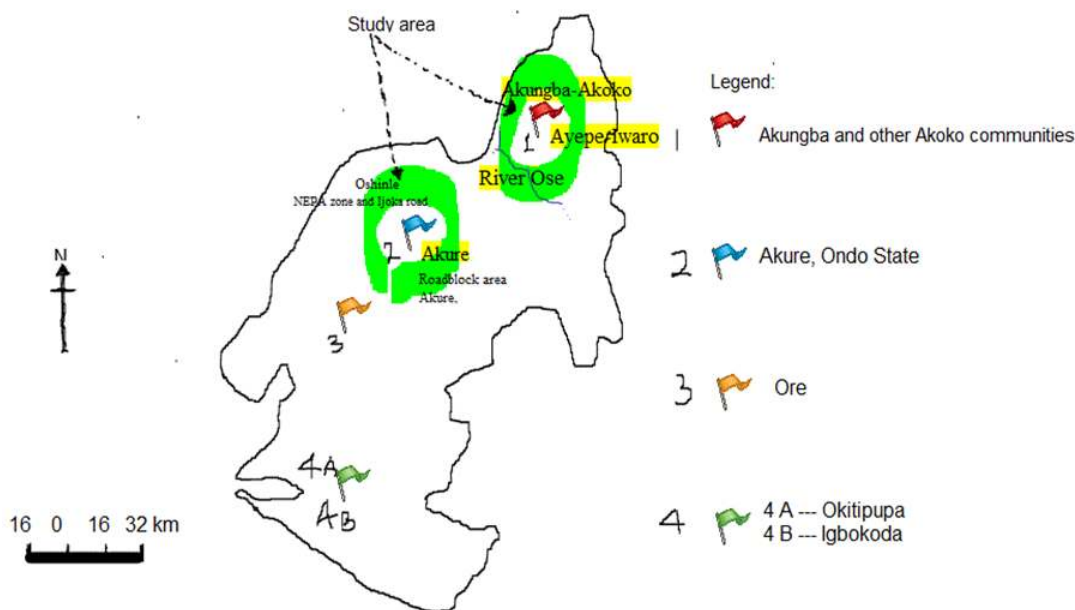 Study area
Akungba-Akoko
1
Ayepe-Iwaro
River Ose
Oshinle
NEPA zone and Ijoka road
2
Akure
Roadblock area
Akure,
3
4A
4B
N
16 0 16 32 km
Legend:
1 Akungba and other Akoko communities
2 Akure, Ondo State
3 Ore
4 4 A --- Okitipupa
4 B --- Igbokoda